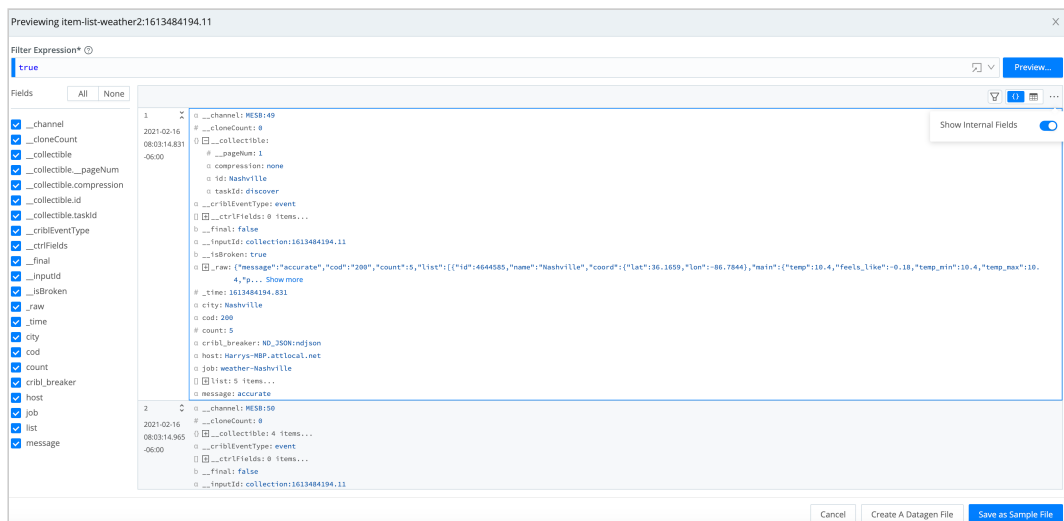 Previewing item-list-weather2:1613484194.11
Filter Expression*
true
Preview...
Fields
All
None
Show Internal Fields
__channel
__cloneCount
__collectible
__collectible.__pageNum
__collectible.compression
__collectible.id
__collectible.taskId
__criblEventType
__ctrlFields
__final
__inputId
__isBroken
_raw
_time
city
cod
count
cribl_breaker
host
job
list
message
1
2021-02-16
08:03:14.831
-06:00
α __channel: MESB:49
# __cloneCount: 0
{} __collectible:
# __pageNum: 1
α compression: none
α id: Nashville
α taskId: discover
α __criblEventType: event
[] __ctrlFields: 0 items...
b __final: false
α __inputId: collection:1613484194.11
b __isBroken: true
α _raw: {"message":"accurate","cod":"200","count":5,"list":[{"id":4644585,"name":"Nashville","coord":{"lat":36.1659,"lon":-86.7844},"main":{"temp":10.4,"feels_like":-0.18,"temp_min":10.4,"temp_max":10.
4,"p... Show more
# _time: 1613484194.831
α city: Nashville
α cod: 200
# count: 5
α cribl_breaker: ND_JSON:ndjson
α host: Harrys-MBP.attlocal.net
α job: weather-Nashville
[] list: 5 items...
α message: accurate
2
2021-02-16
08:03:14.965
-06:00
α __channel: MESB:50
# __cloneCount: 0
{} __collectible: 4 items...
α __criblEventType: event
[] __ctrlFields: 0 items...
b __final: false
α __inputId: collection:1613484194.11
Cancel
Create A Datagen File
Save as Sample File